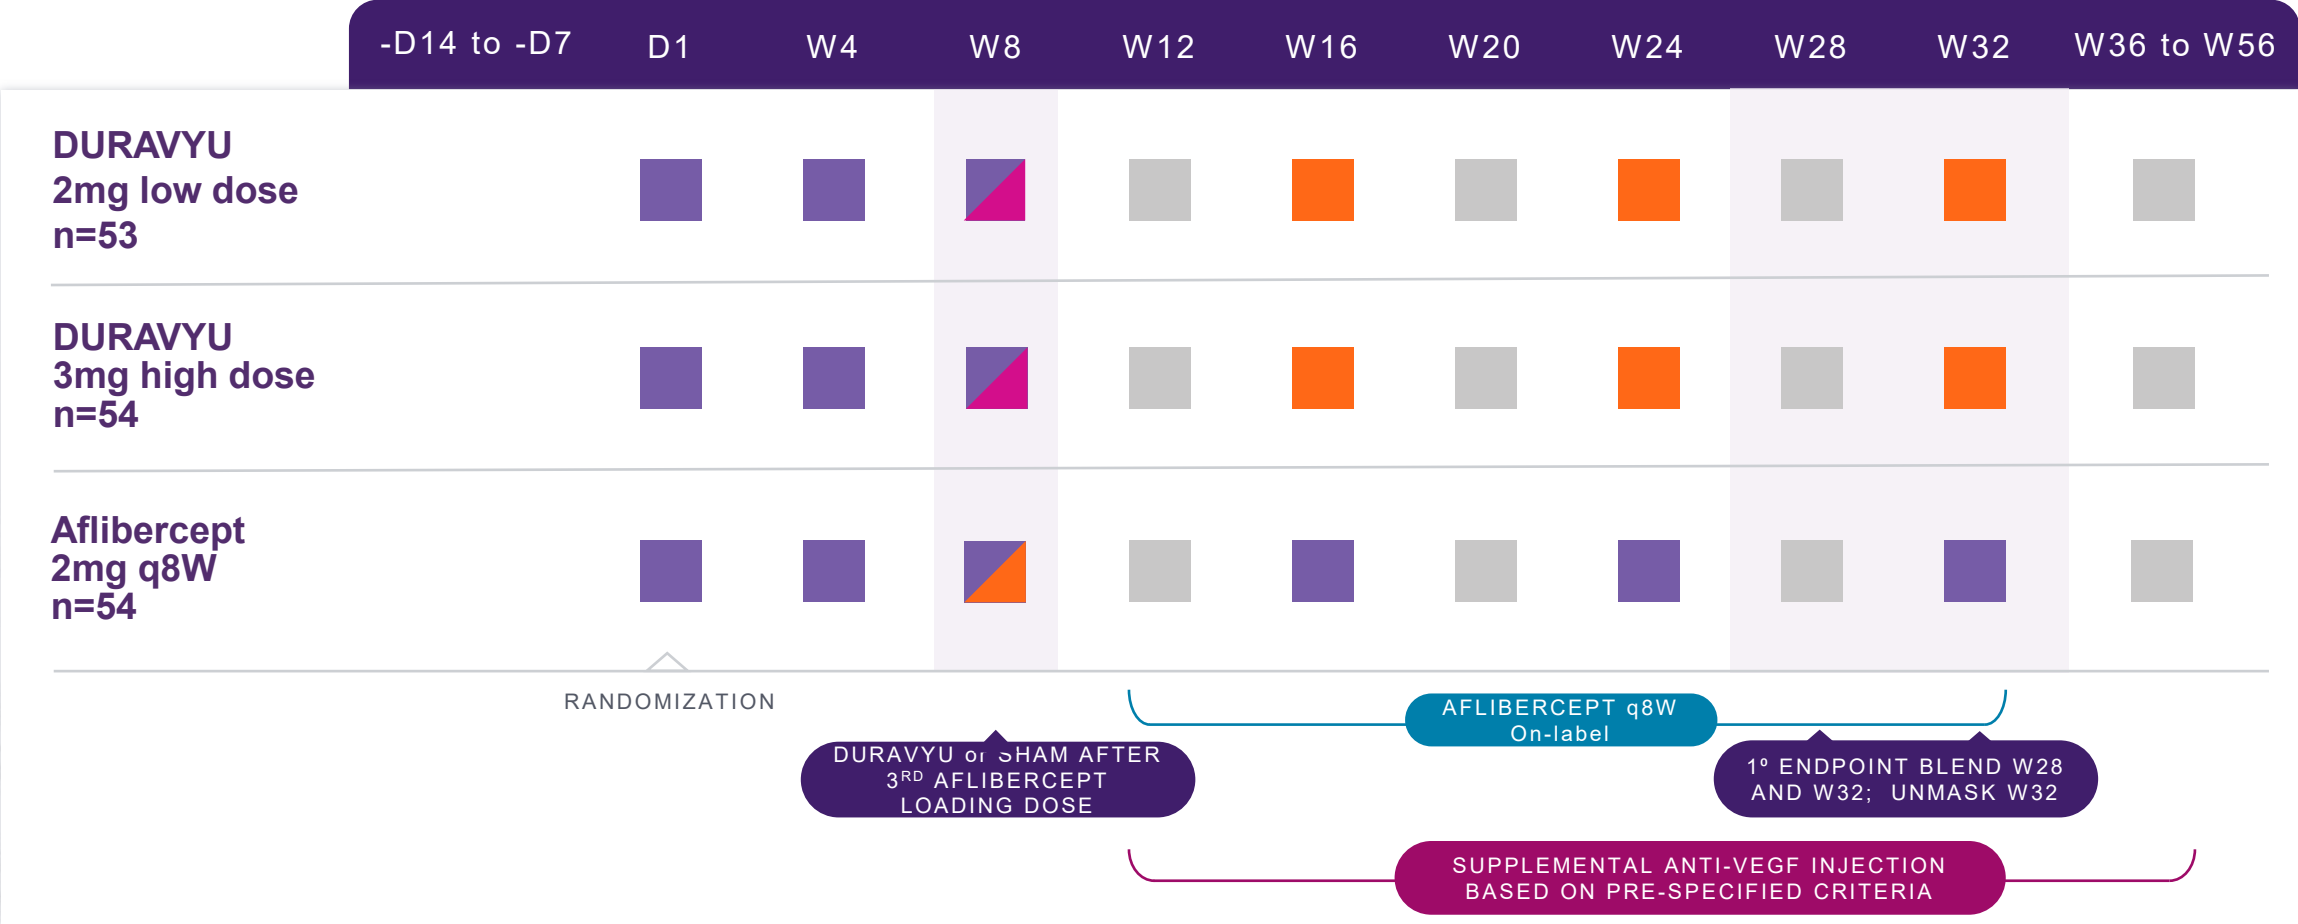 -D14 to -D7 D1 W4 W8 W12 W16 W20 W24 W28 W32 W36 to W56
DURAVYU
2mg low dose
n=53
DURAVYU
3mg high dose
n=54
Aflibercept
2mg q8W
n=54
RANDOMIZATION
AFLIBERCEPT q8W
On-label
DURAVYU or SHAM AFTER
3RD AFLIBERCEPT
LOADING DOSE
1º ENDPOINT BLEND W28
AND W32; UNMASK W32
SUPPLEMENTAL ANTI-VEGF INJECTION
BASED ON PRE-SPECIFIED CRITERIA